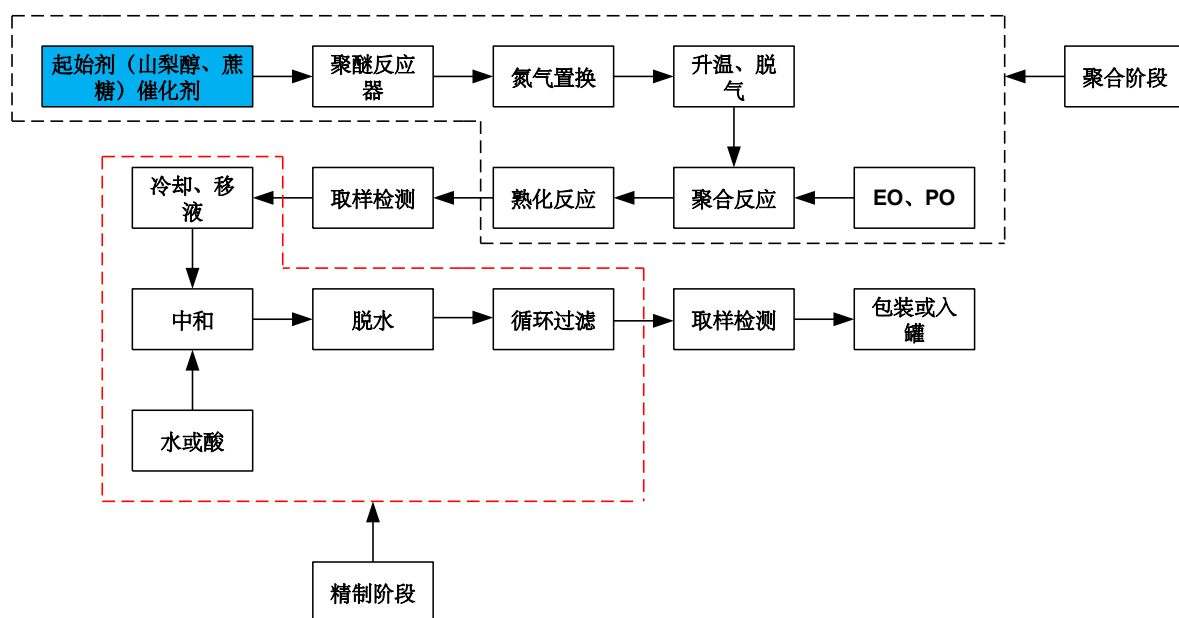 起始剂（山梨醇、蔗
糖）催化剂
聚醚反应
器
氮气置换
升温、脱
气
聚合阶段
冷却、移
液
取样检测
熟化反应
聚合反应
EO、PO
中和
脱水
循环过滤
取样检测
包装或入
罐
水或酸
精制阶段